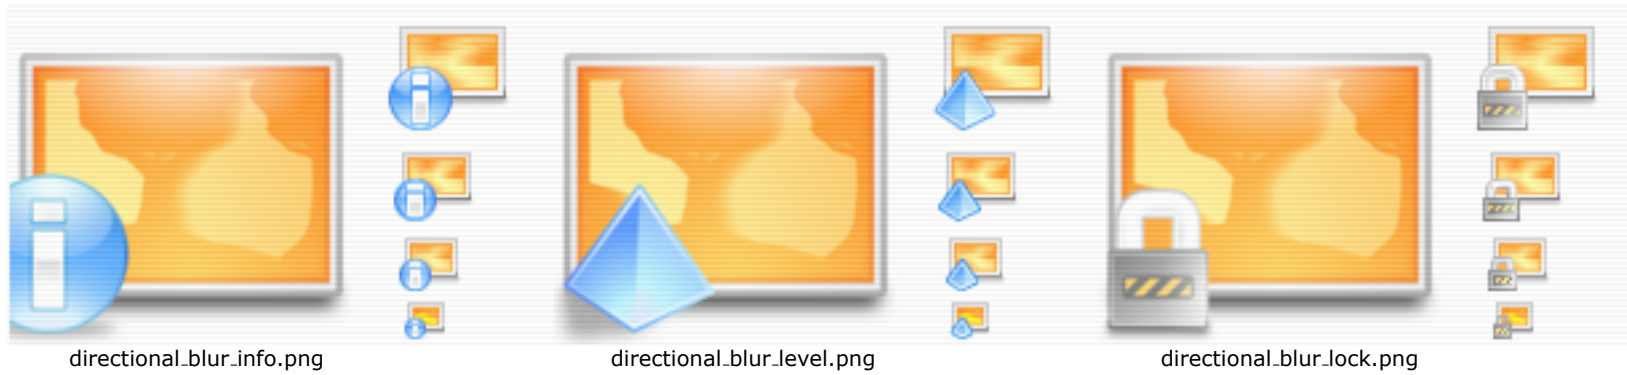 directional_blur_info.png
directional_blur_level.png
directional_blur_lock.png